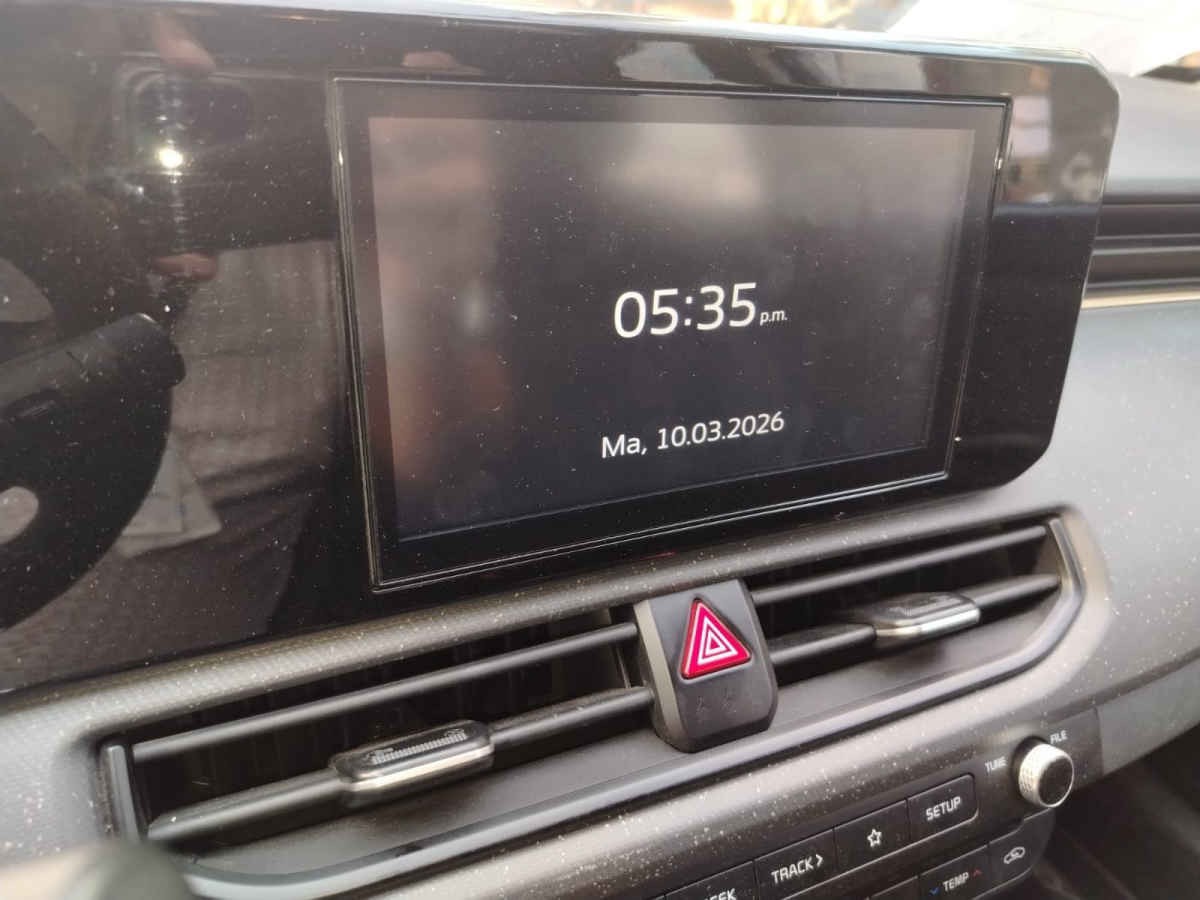 05:35 p.m.
Ma, 10.03.2026
FILE
TUNE
SETUP
TRACK >
TEMP